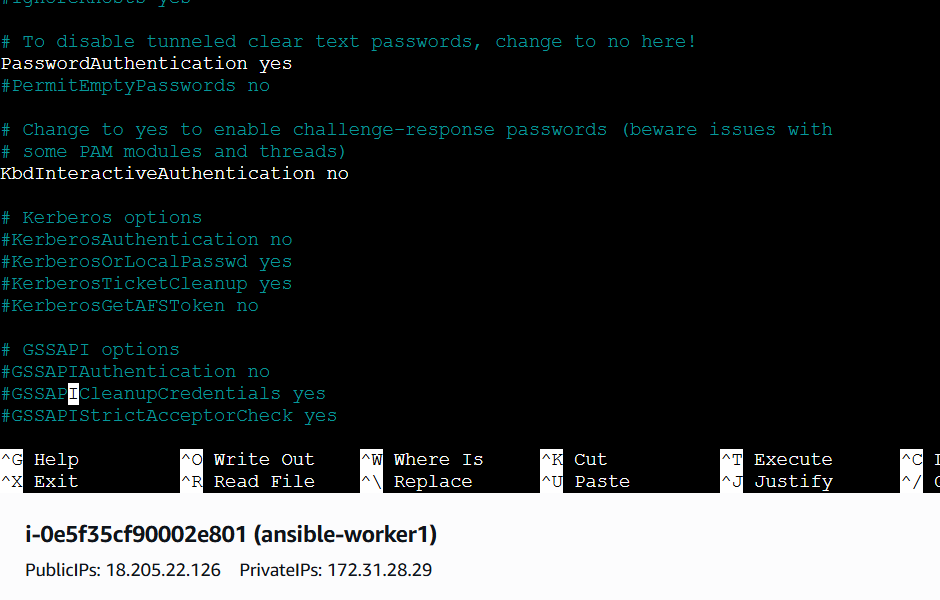 #IgnoreRhosts yes
# To disable tunneled clear text passwords, change to no here!
PasswordAuthentication yes
#PermitEmptyPasswords no
# Change to yes to enable challenge-response passwords (beware issues with
# some PAM modules and threads)
KbdInteractiveAuthentication no
# Kerberos options
#KerberosAuthentication no
#KerberosOrLocalPasswd yes
#KerberosTicketCleanup yes
#KerberosGetAFSToken no
# GSSAPI options
#GSSAPIAuthentication no
#GSSAPICleanupCredentials yes
#GSSAPIStrictAcceptorCheck yes
^G Help ^O Write Out ^W Where Is ^K Cut ^T Execute ^C
^X Exit ^R Read File ^\ Replace ^U Paste ^J Justify ^/
i-0e5f35cf90002e801 (ansible-worker1)
PublicIPs: 18.205.22.126 PrivateIPs: 172.31.28.29